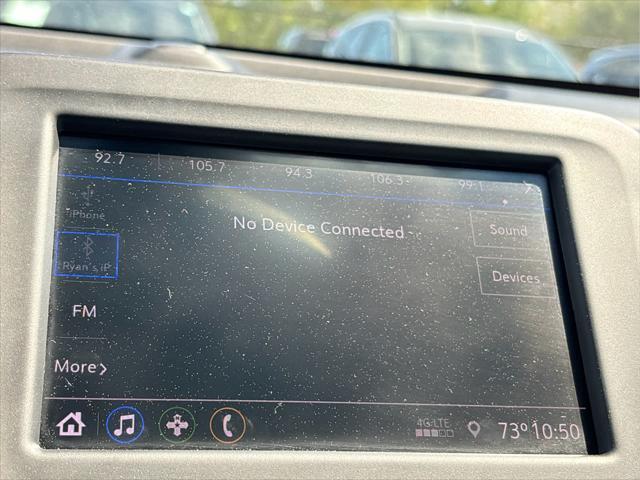 92.7 105.7 94.3 106.3 99.1
iPhone
No Device Connected
Sound
Ryan's iP
Devices
FM
More
4G LTE
73° 10:50